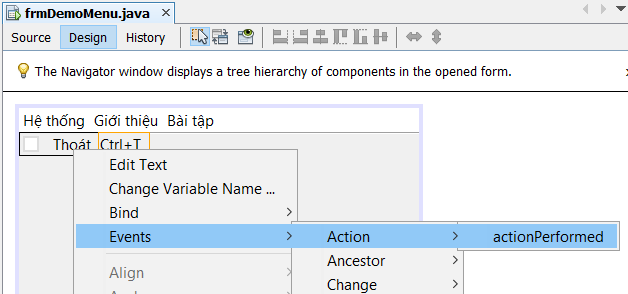 frmDemoMenu.java
Source Design History
The Navigator window displays a tree hierarchy of components in the opened form.
Hệ thống Giới thiệu Bài tập
Thoát Ctrl+T
Edit Text
Change Variable Name ...
Bind
Events
Action
actionPerformed
Ancestor
Align
Change